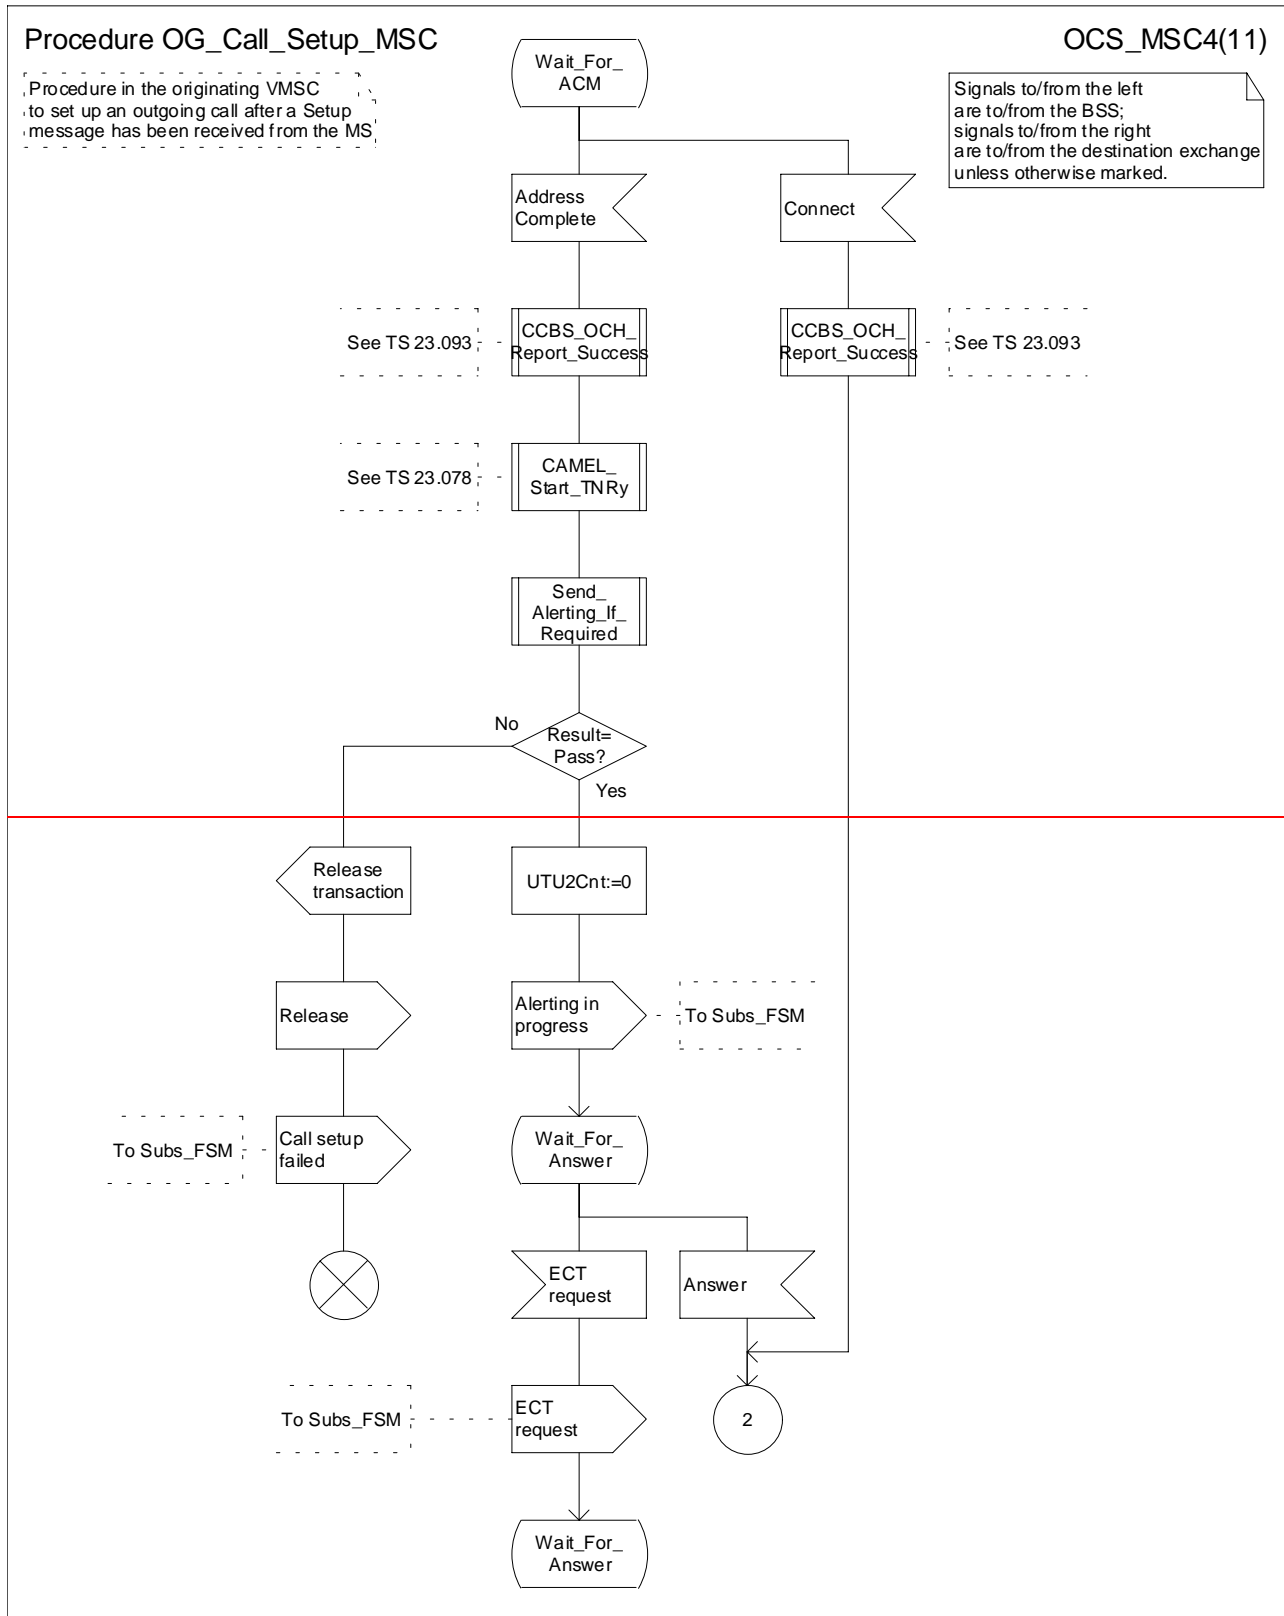 Procedure OG_Call_Setup_MSC
OCS_MSC4(11)
Procedure in the originating VMSC
to set up an outgoing call after a Setup
message has been received from the MS
Wait_For_
ACM
Signals to/from the left
are to/from the BSS;
signals to/from the right
are to/from the destination exchange
unless otherwise marked.
Address
Complete
Connect
See TS 23.093
CCBS_OCH_
Report_Success
CCBS_OCH_
Report_Success
See TS 23.093
See TS 23.078
CAMEL_
Start_TNRy
Send_
Alerting_If_
Required
No
Result=
Pass?
Yes
Release
transaction
UTU2Cnt:=0
Release
Alerting in
progress
To Subs_FSM
To Subs_FSM
Call setup
failed
Wait_For_
Answer
ECT
request
Answer
To Subs_FSM
ECT
request
2
Wait_For_
Answer